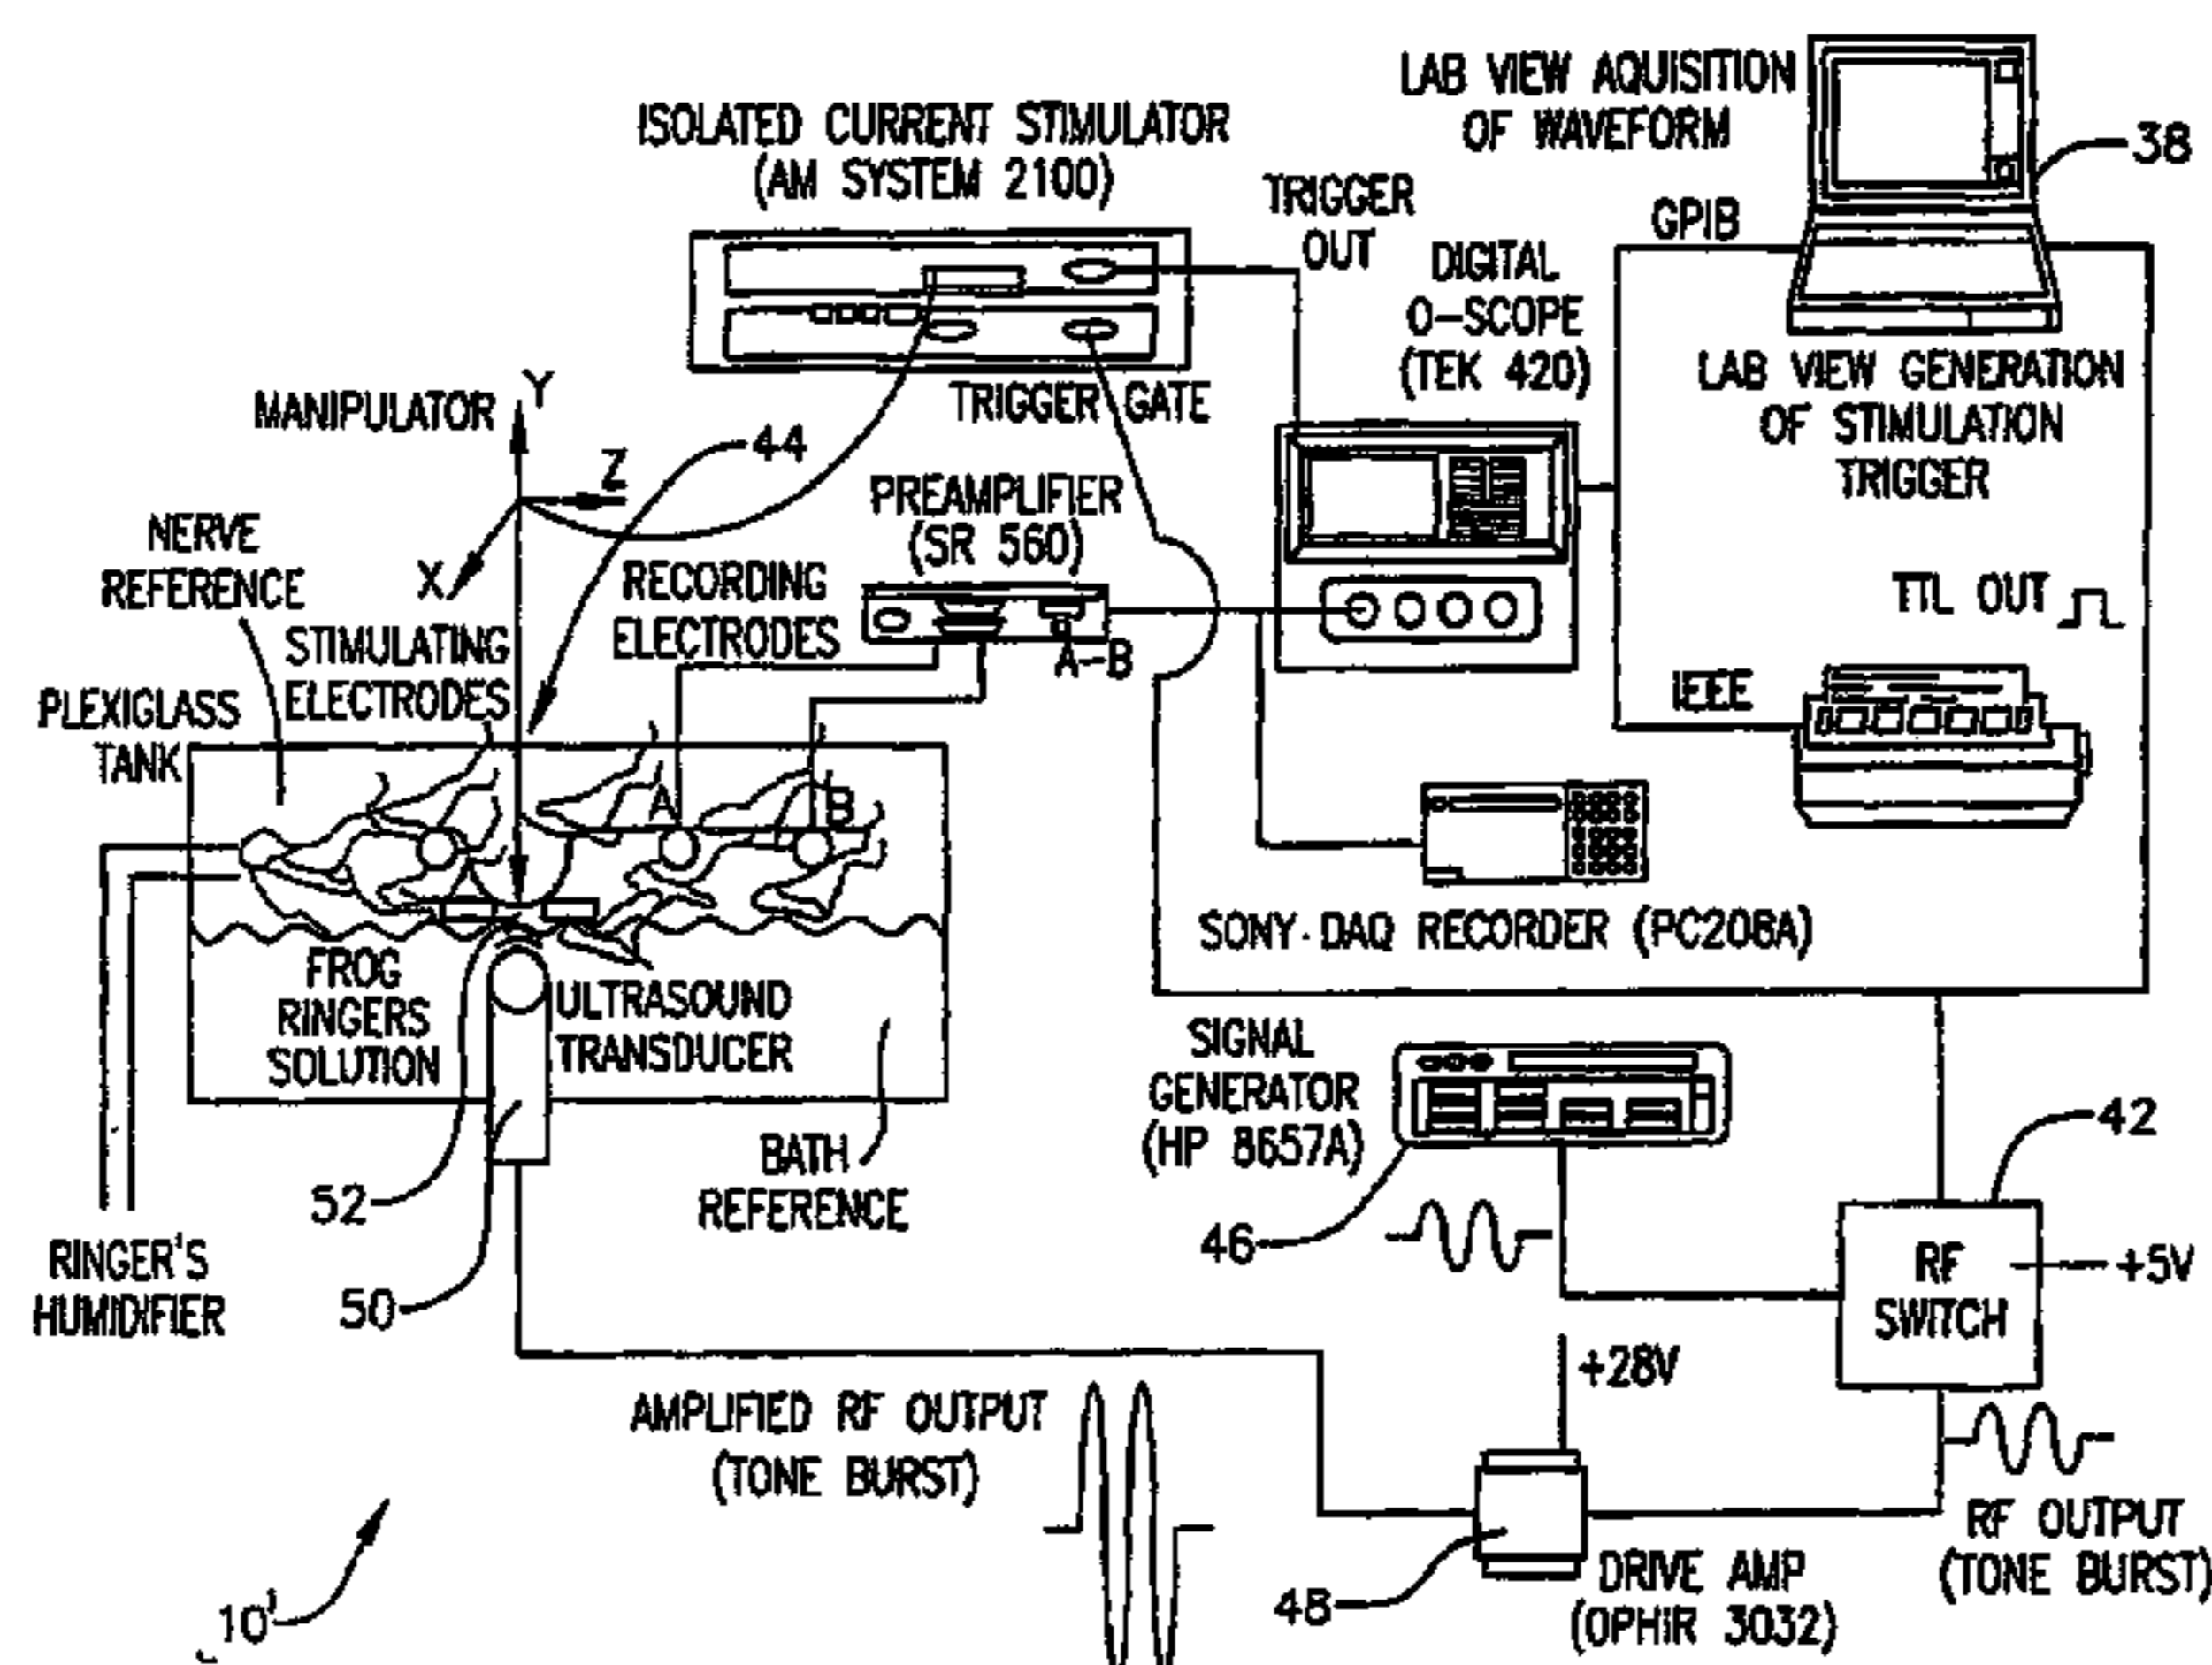 LAB VIEW AQUISITION
OF WAVEFORM
38
ISOLATED CURRENT STIMULATOR
(AM SYSTEM 2100)
TRIGGER
OUT
GPIB
DIGITAL
O-SCOPE
(TEK 420)
LAB VIEW GENERATION
OF STIMULATION
TRIGGER
TRIGGER GATE
MANIPULATOR
Y
Z
X
44
PREAMPLIFIER
(SR 560)
A-B
NERVE
REFERENCE
STIMULATING
ELECTRODES
RECORDING
ELECTRODES
PLEXIGLASS
TANK
A
B
TTL OUT
IEEE
SONY DAQ RECORDER (PC208A)
FROG
RINGERS
SOLUTION
ULTRASOUND
TRANSDUCER
BATH
REFERENCE
52
50
RINGER'S
HUMIDIFIER
SIGNAL
GENERATOR
(HP 8657A)
46
42
RF
SWITCH
+5V
+28V
AMPLIFIED RF OUTPUT
(TONE BURST)
RF OUTPUT
(TONE BURST)
48
DRIVE AMP
(OPHIR 3032)
10'